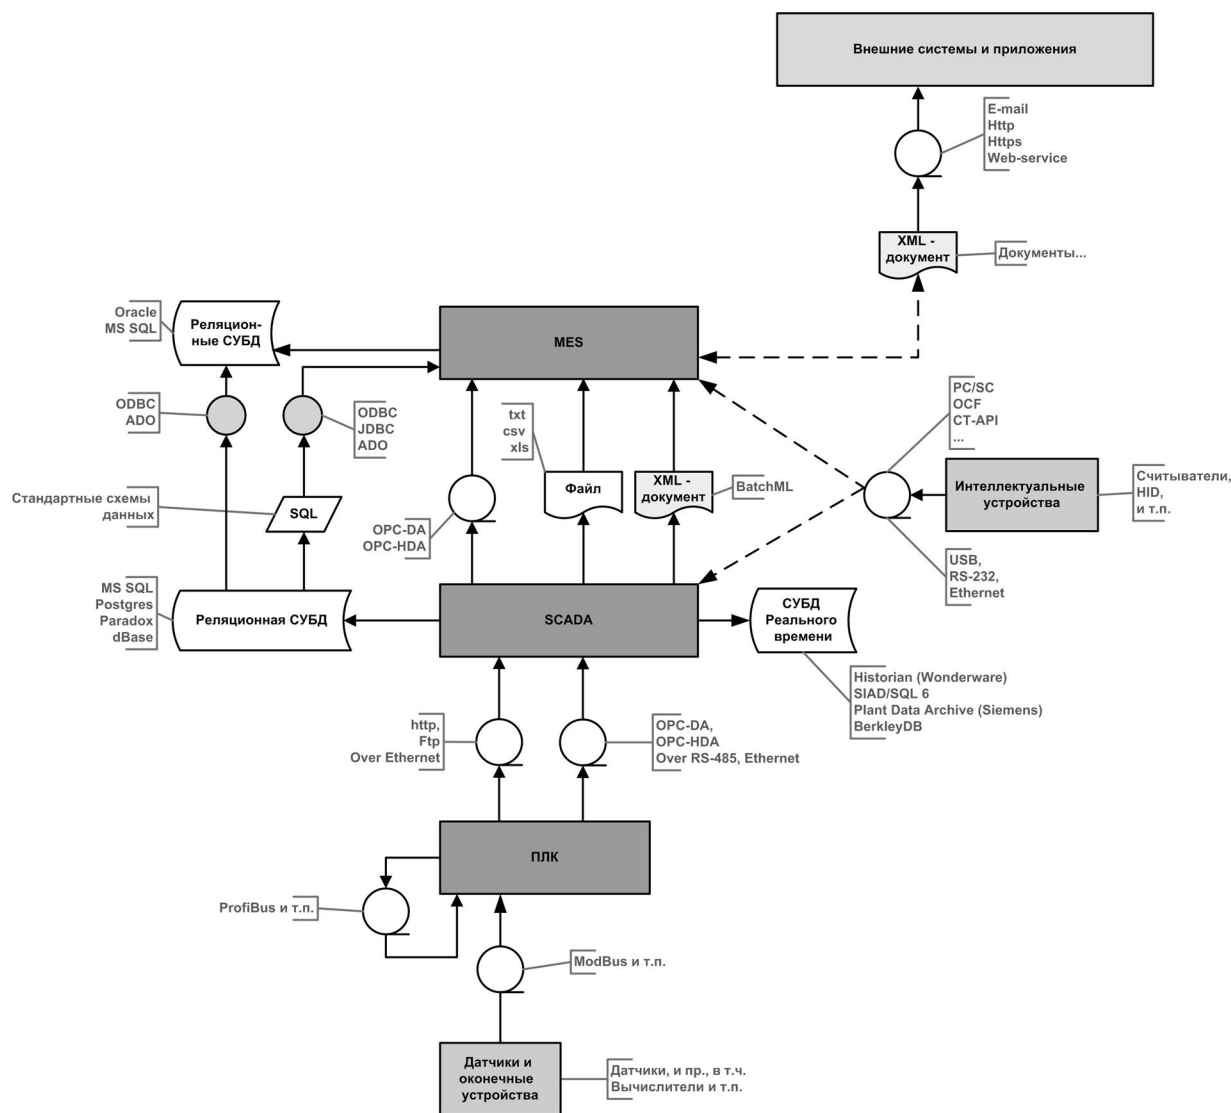 Внешние системы и приложения
E-mail
Http
Https
Web-service
XML -
документ
Документы...
Oracle
MS SQL
Реляцион-
ные СУБД
MES
ODBC
ADO
ODBC
JDBC
ADO
txt
csv
xls
PC/SC
OCF
CT-API
...
Стандартные схемы
данных
SQL
OPC-DA
OPC-HDA
Файл
XML -
документ
BatchML
Интеллектуальные
устройства
Считыватели,
HID,
и т.п.
USB,
RS-232,
Ethernet
MS SQL
Postgres
Paradox
dBase
Реляционная СУБД
SCADA
СУБД
Реального
времени
Historian (Wonderware)
SIAD/SQL 6
Plant Data Archive (Siemens)
BerkleyDB
http,
Ftp
Over Ethernet
OPC-DA,
OPC-HDA
Over RS-485, Ethernet
ПЛК
ProfiBus и т.п.
ModBus и т.п.
Датчики и
оконечные
устройства
Датчики, и пр., в т.ч.
Вычислители и т.п.